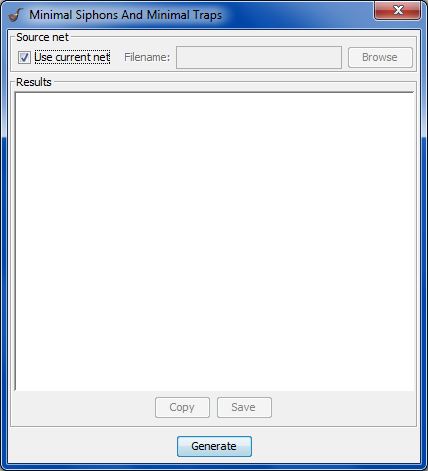 Minimal Siphons And Minimal Traps
Source net
Use current net Filename: Browse
Results
Copy Save
Generate